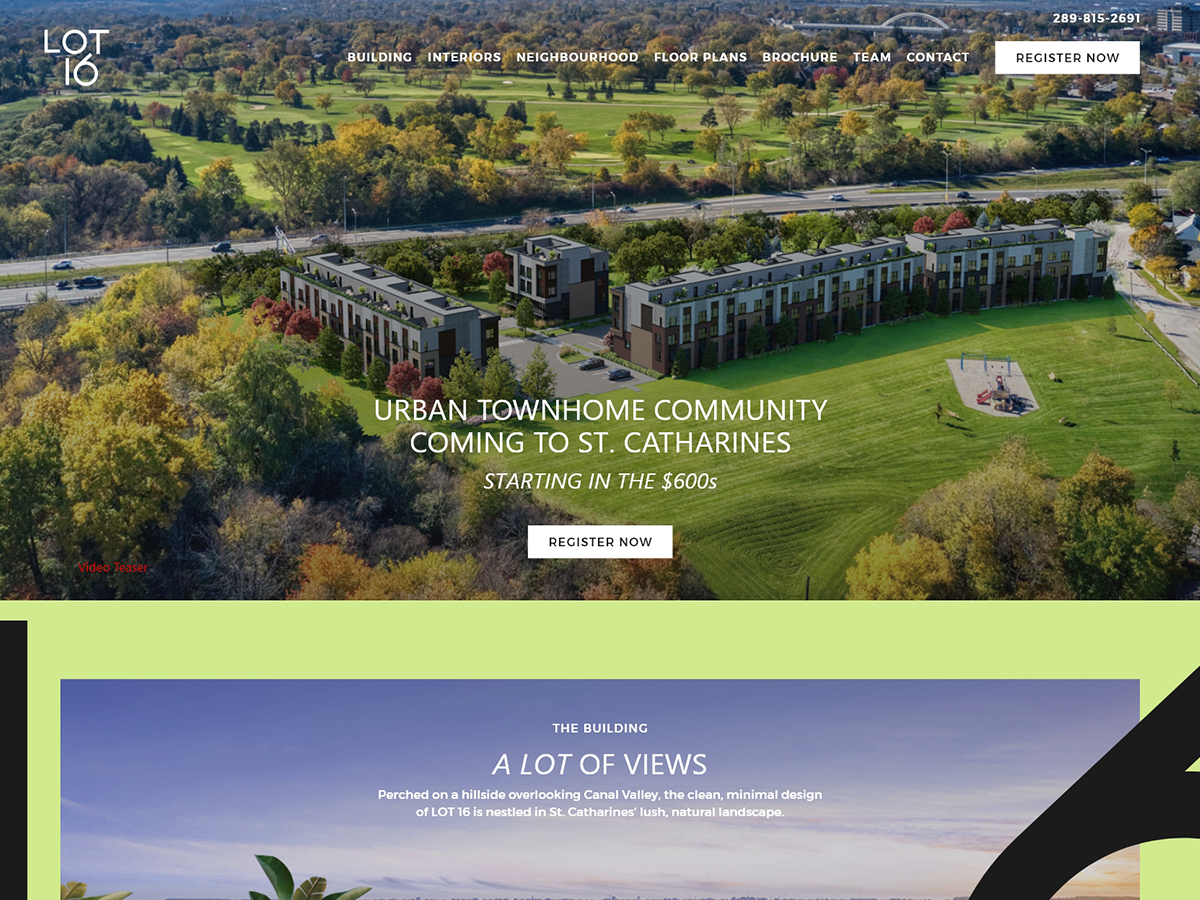 289-815-2691
LOT
16
BUILDING INTERIORS NEIGHBOURHOOD FLOOR PLANS BROCHURE TEAM CONTACT REGISTER NOW
URBAN TOWNHOME COMMUNITY
COMING TO ST. CATHARINES
STARTING IN THE $600s
REGISTER NOW
Video Teaser
THE BUILDING
A LOT OF VIEWS
Perched on a hillside overlooking Canal Valley, the clean, minimal design
of LOT 16 is nestled in St. Catharines' lush, natural landscape.